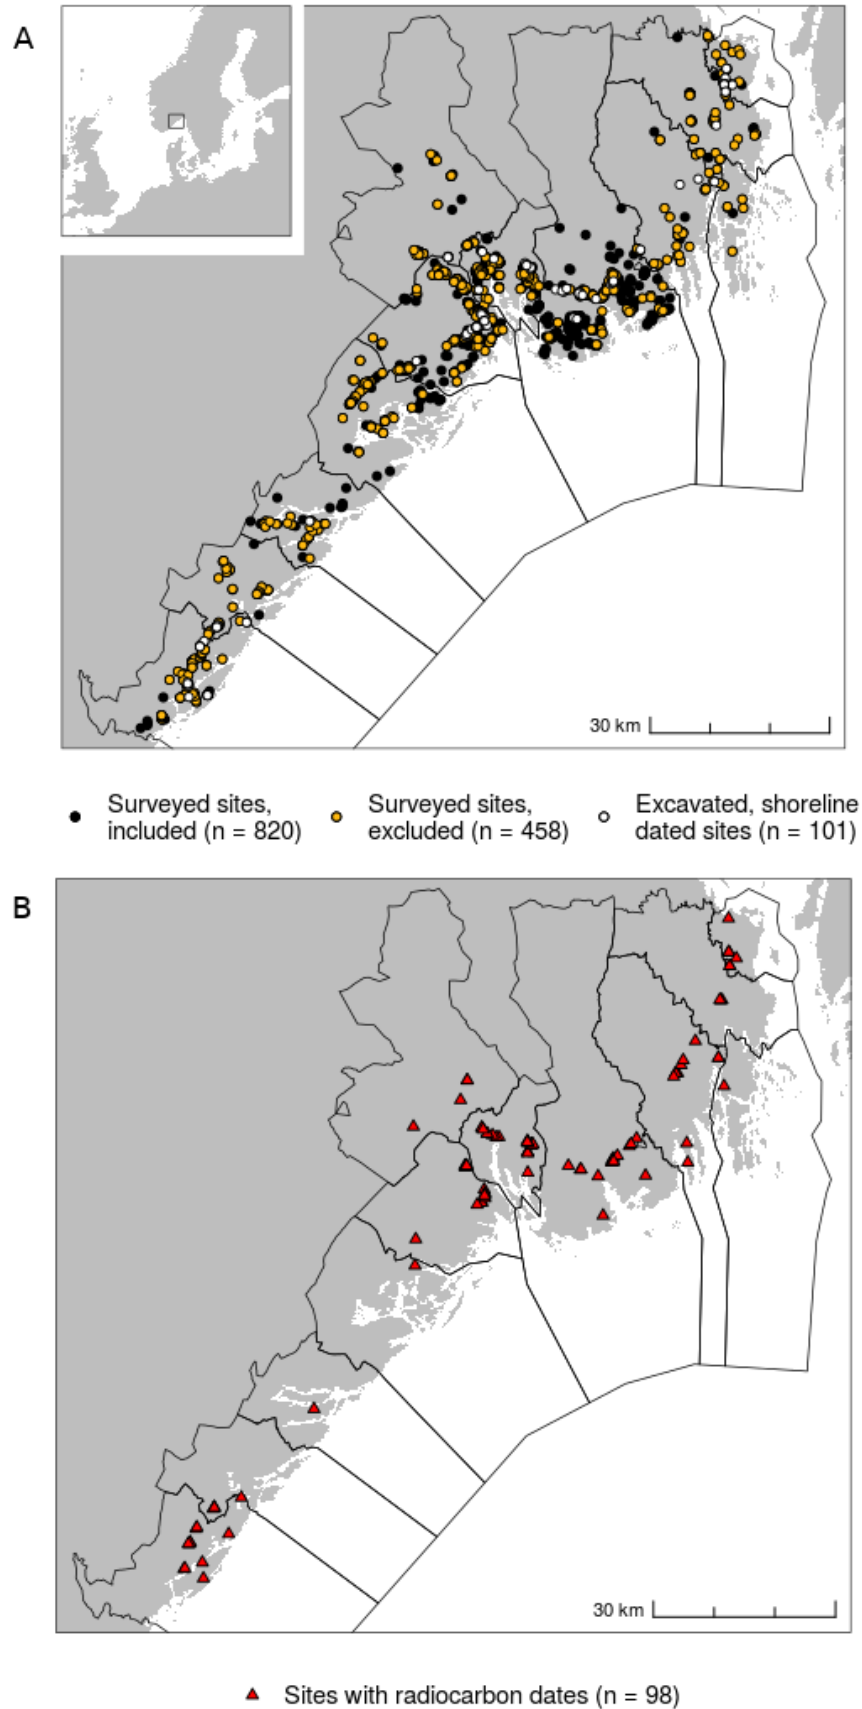 A
30 km
Surveyed sites,
included (n = 820)
Surveyed sites,
excluded (n = 458)
Excavated, shoreline
dated sites (n = 101)
B
30 km
Sites with radiocarbon dates (n = 98)